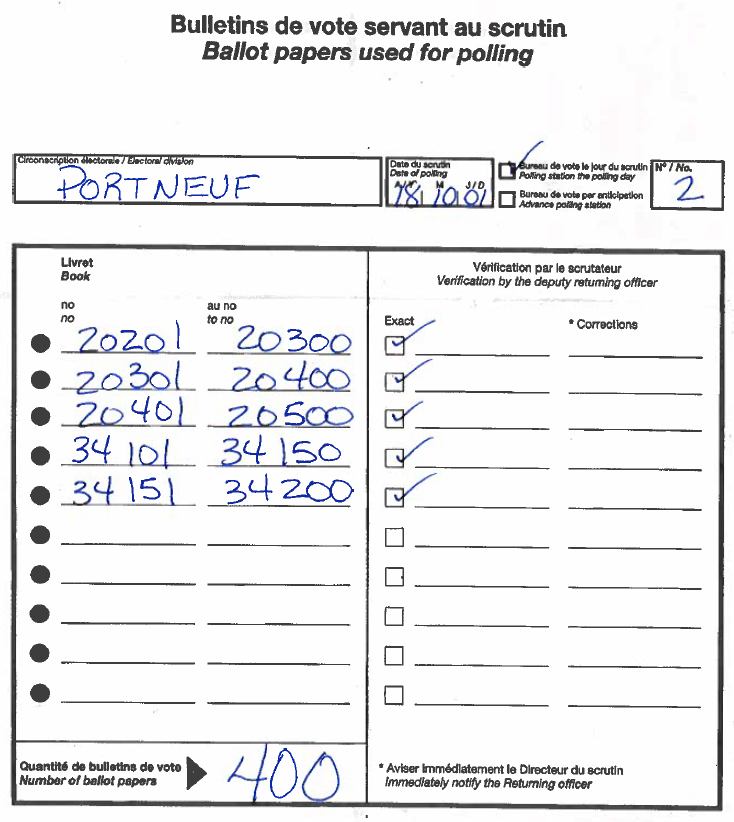 Bulletins de vote servant au scrutin
Ballot papers used for polling
Circonscription électorale / Electoral division
PORTNEUF
Date du scrutin
Date of polling
A/Y M J/D
18 10 01
Bureau de vote le jour du scrutin
Polling station the polling day
Bureau de vote par anticipation
Advance polling station
N° / No.
2
Livret
Book
no au no
no to no
20201 20300
20301 20400
20401 20500
34101 34150
34151 34200
Vérification par le scrutateur
Verification by the deputy returning officer
Exact * Corrections
Quantité de bulletins de vote
Number of ballot papers
400
* Aviser immédiatement le Directeur du scrutin
Immediately notify the Returning officer